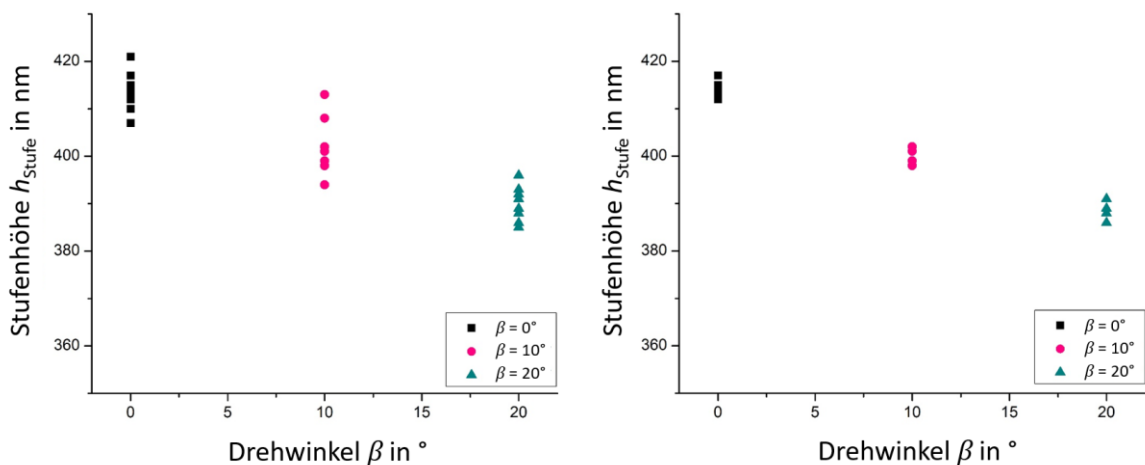 Stufenhöhe hStufe in nm
420
400
380
360
0 5 10 15 20
Drehwinkel β in °
β = 0°
β = 10°
β = 20°
Stufenhöhe hStufe in nm
420
400
380
360
0 5 10 15 20
Drehwinkel β in °
β = 0°
β = 10°
β = 20°